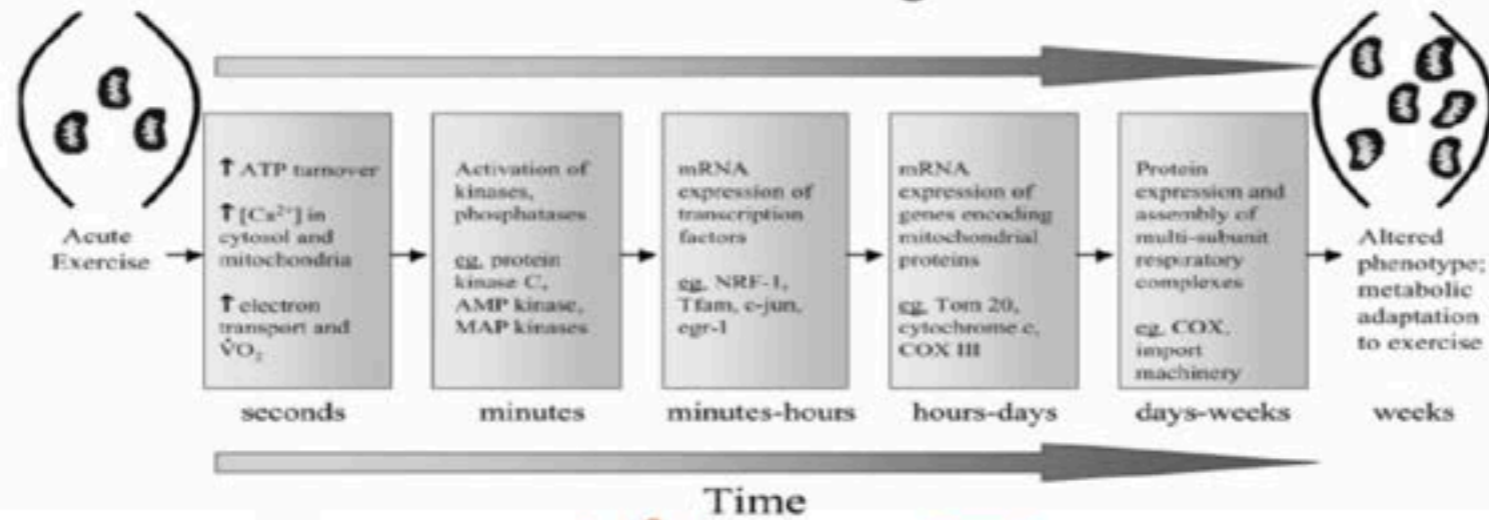 Acute
Exercise
↑ ATP turnover
↑ [Ca²⁺] in
cytosol and
mitochondria
↑ electron
transport and
V̇O₂
seconds
Activation of
kinases,
phosphatases
eg. protein
kinase C,
AMP kinase,
MAP kinases
minutes
mRNA
expression of
transcription
factors
eg. NRF-1,
Tfam, c-jun,
egr-1
minutes-hours
mRNA
expression of
genes encoding
mitochondrial
proteins
eg. Tom 20,
cytochrome c,
COX III
hours-days
Protein
expression and
assembly of
multi-subunit
respiratory
complexes
eg. COX,
import
machinery
days-weeks
Altered
phenotype;
metabolic
adaptation
to exercise
weeks
Time